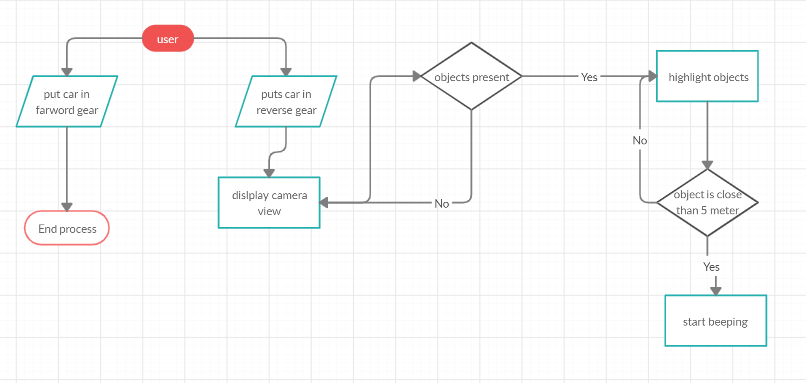 user
put car in
farword gear
puts car in
reverse gear
objects present
Yes
highlight objects
No
dislplay camera
view
No
object is close
than 5 meter
End process
Yes
start beeping